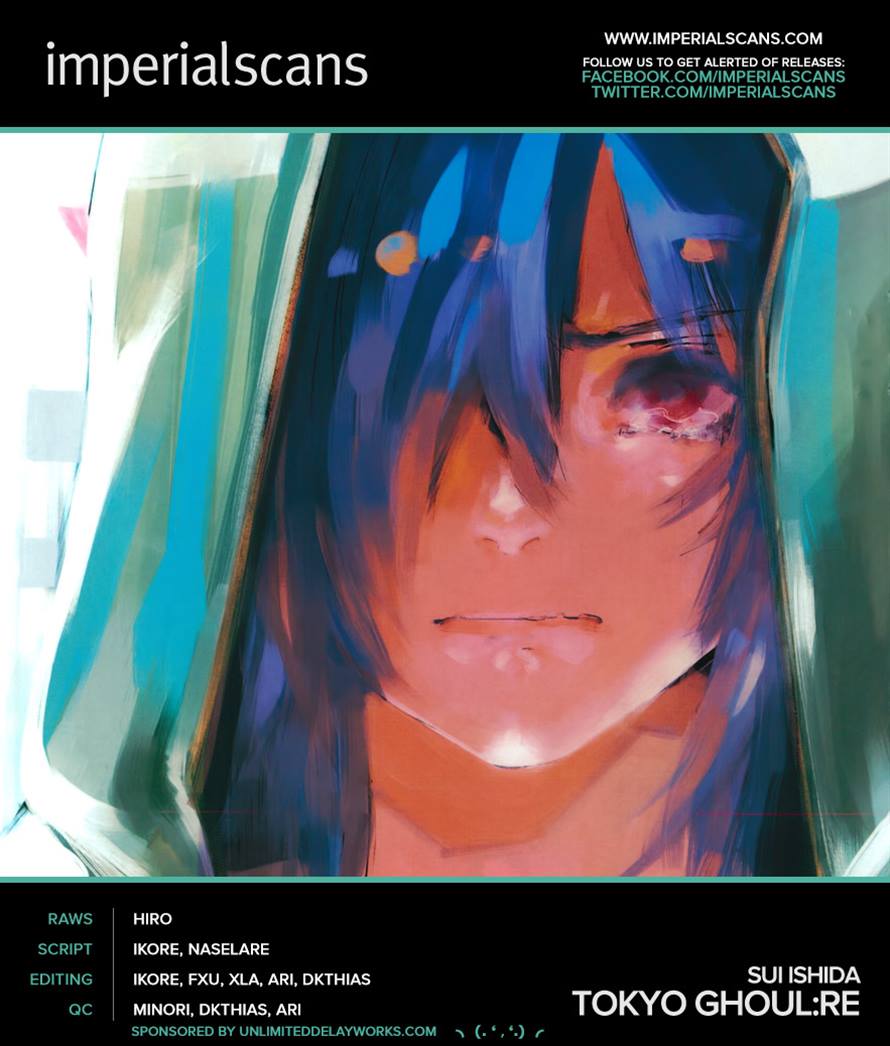 imperialscans
WWW.IMPERIALSCANS.COM
FOLLOW US TO GET ALERTED OF RELEASES:
FACEBOOK.COM/IMPERIALSCANS
TWITTER.COM/IMPERIALSCANS
RAWS HIRO
SCRIPT IKORE, NASELARE
EDITING IKORE, FXU, XLA, ARI, DKTHIAS
QC MINORI, DKTHIAS, ARI
SPONSORED BY UNLIMITEDDELAYWORKS.COM ヽ (. ❛ , ❛.) ╭
SUI ISHIDA
TOKYO GHOUL:RE